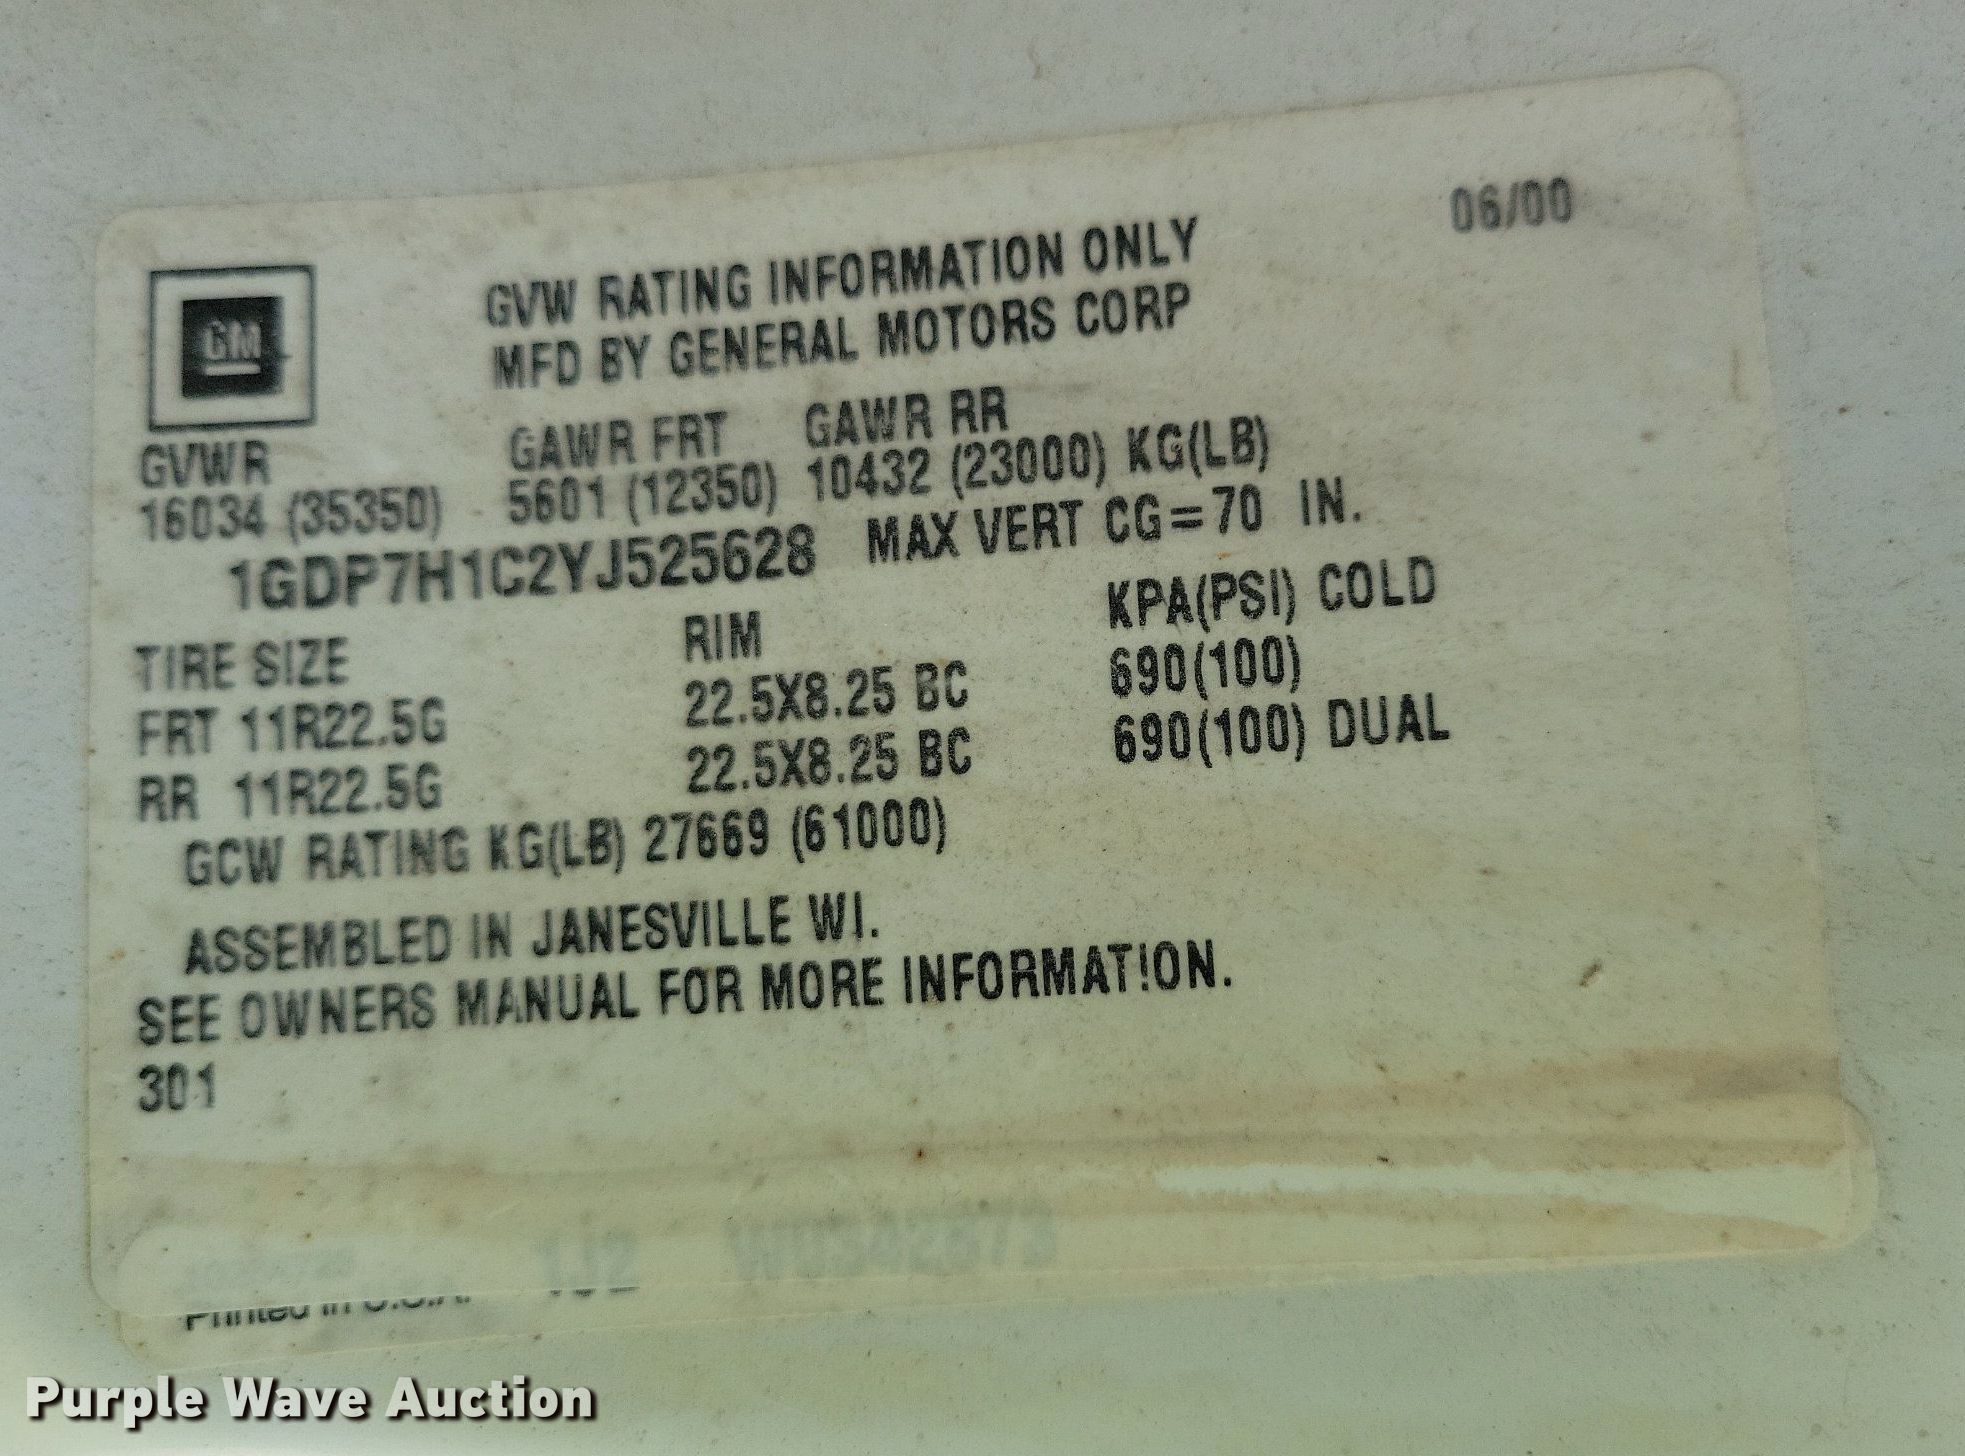 06/00
GM
GVW RATING INFORMATION ONLY
MFD BY GENERAL MOTORS CORP
GVWR GAWR FRT GAWR RR
16034 (35350) 5601 (12350) 10432 (23000) KG(LB)
1GDP7H1C2YJ525628 MAX VERT CG=70 IN.
TIRE SIZE RIM KPA(PSI) COLD
FRT 11R22.5G 22.5X8.25 BC 690(100)
RR 11R22.5G 22.5X8.25 BC 690(100) DUAL
GCW RATING KG(LB) 27669 (61000)
ASSEMBLED IN JANESVILLE WI.
SEE OWNERS MANUAL FOR MORE INFORMATION.
301
Printed in U.S.A.
Purple Wave Auction